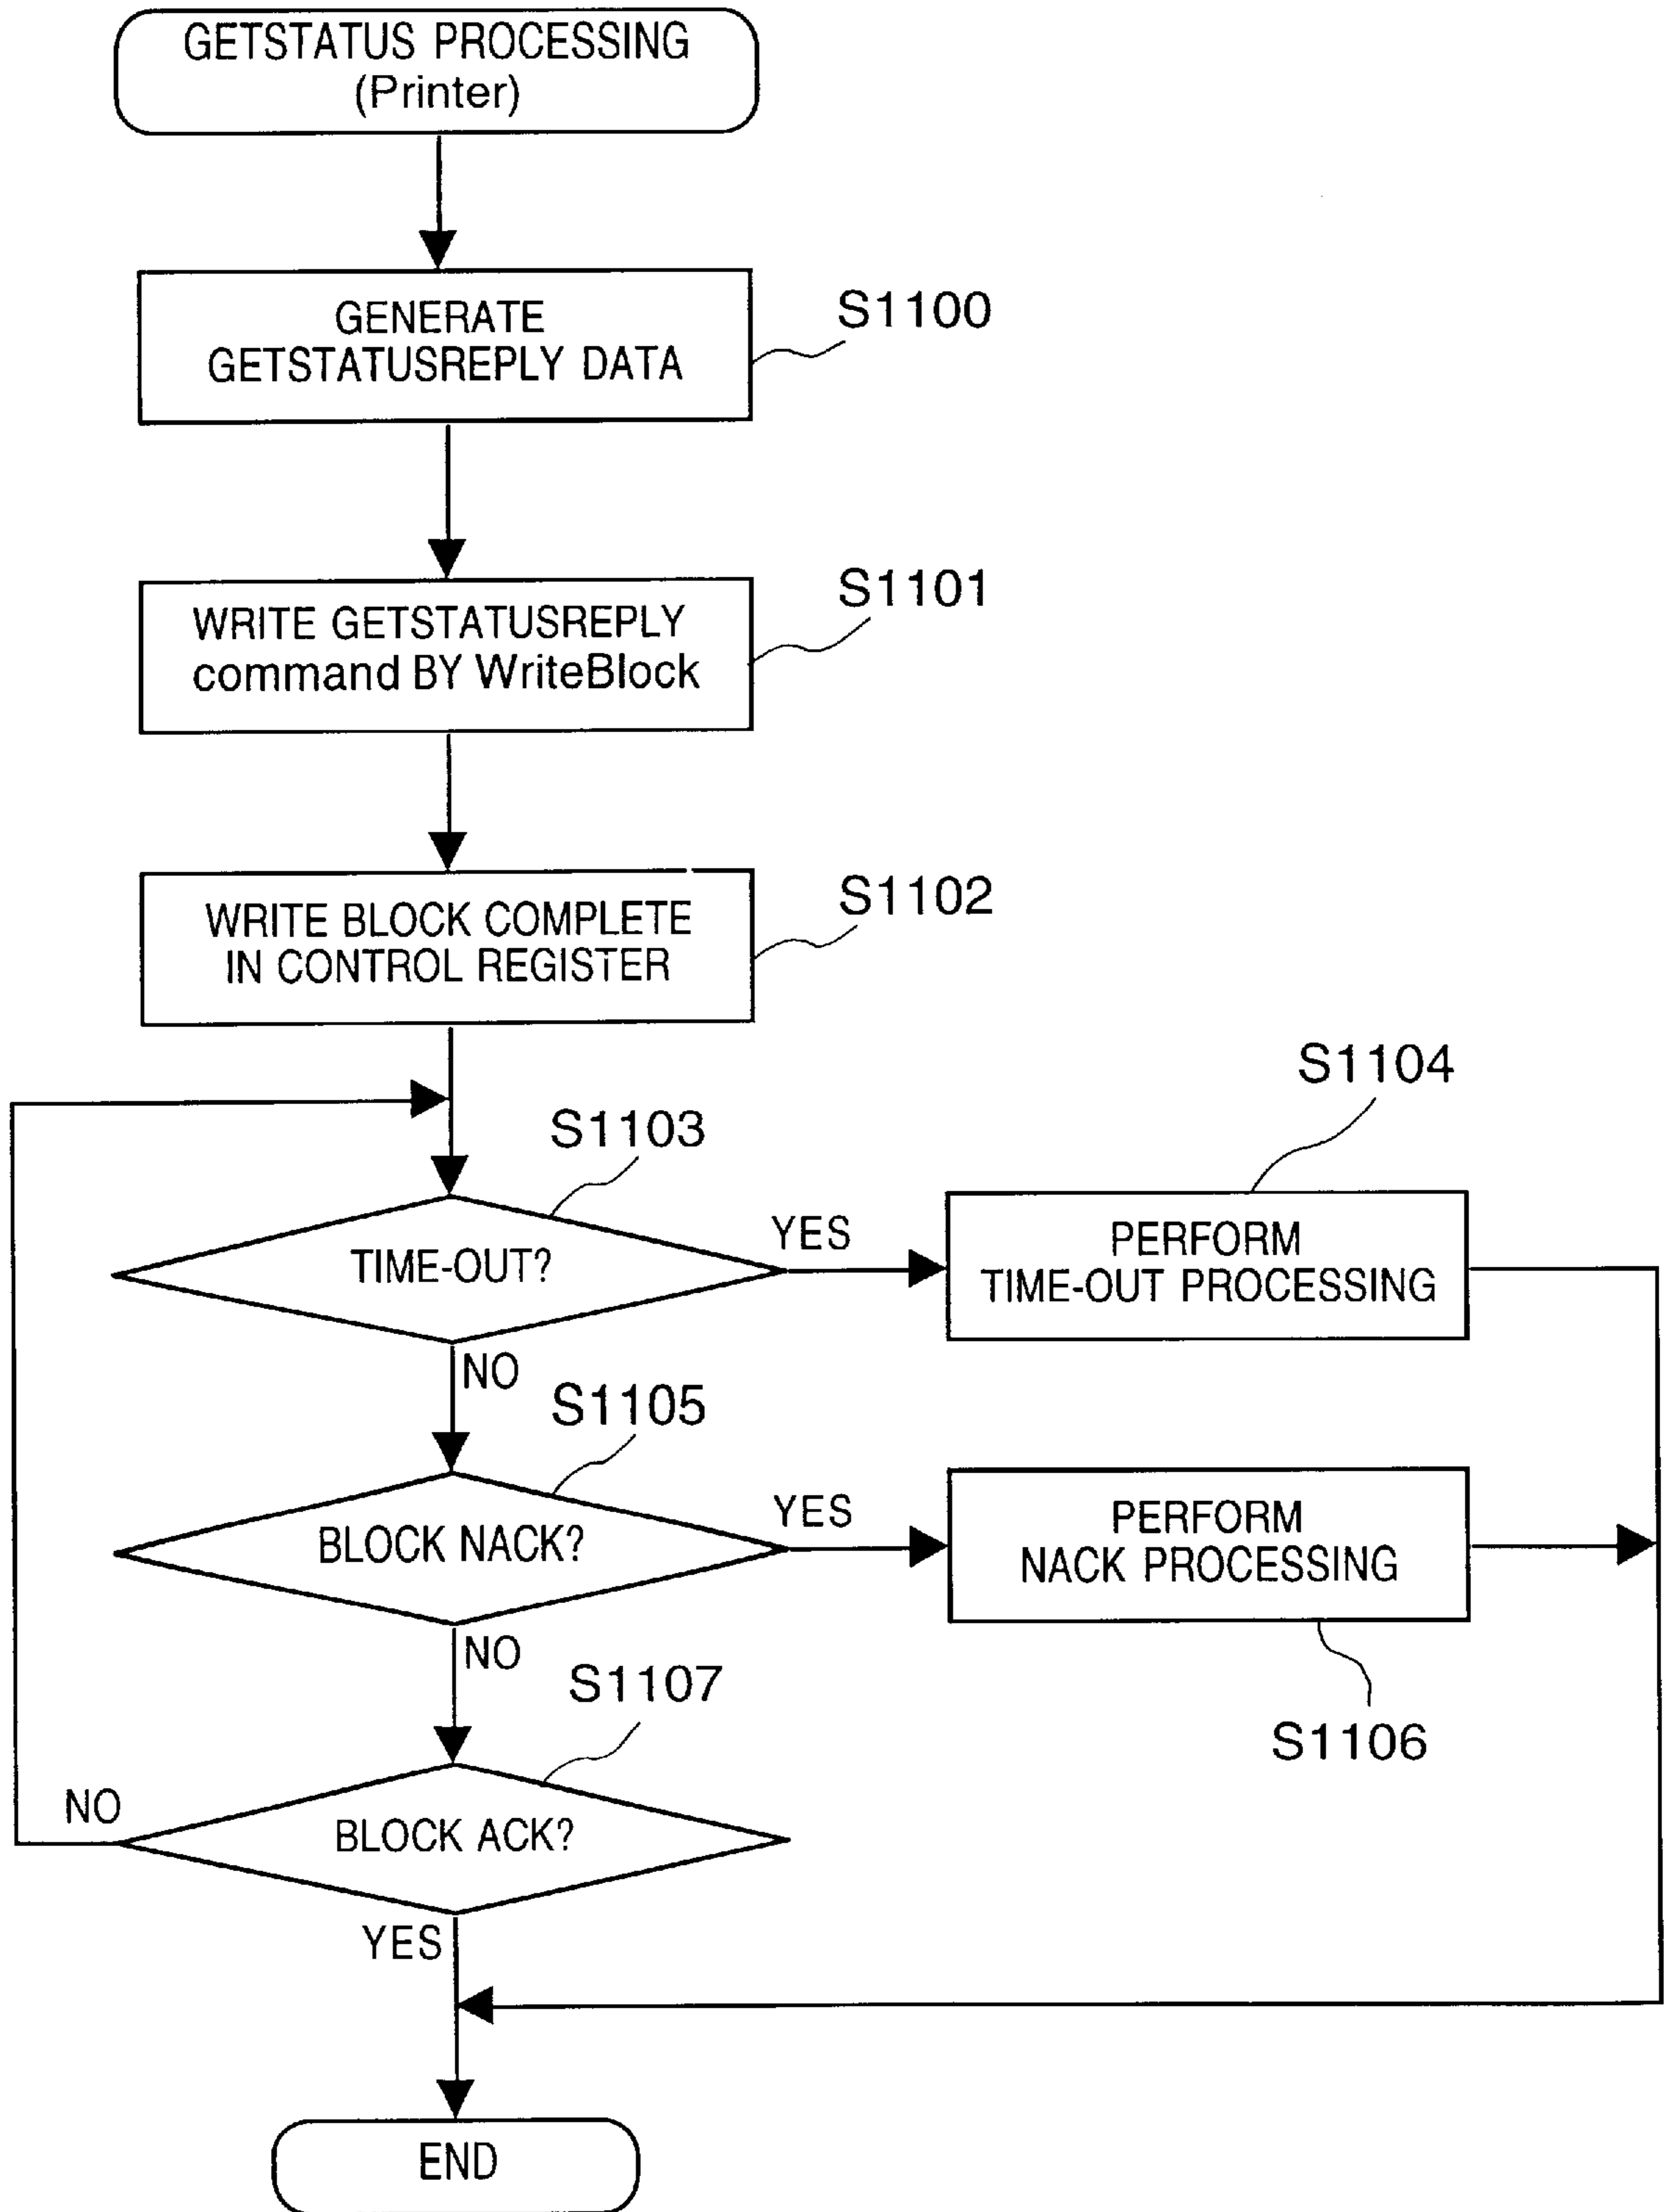 GETSTATUS PROCESSING
(Printer)
GENERATE
GETSTATUSREPLY DATA
S1100
WRITE GETSTATUSREPLY
command BY WriteBlock
S1101
WRITE BLOCK COMPLETE
IN CONTROL REGISTER
S1102
S1103
TIME-OUT?
YES
NO
S1104
PERFORM
TIME-OUT PROCESSING
S1105
BLOCK NACK?
YES
NO
PERFORM
NACK PROCESSING
S1106
S1107
BLOCK ACK?
NO
YES
END